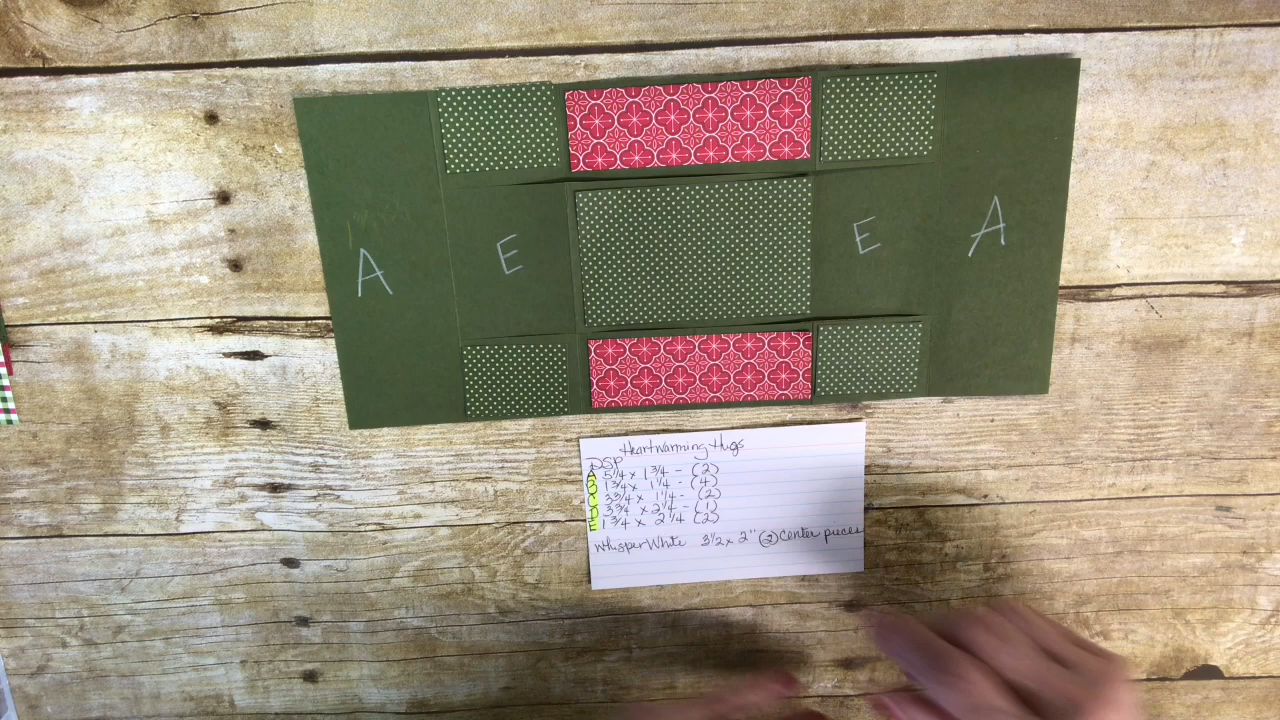 A E E A
Heartwarming Hugs
DSP
A 5 1/4 x 1 3/4 - (2)
B 1 3/4 x 1 1/4 - (4)
C 3 3/4 x 1 1/4 - (2)
D 3 3/4 x 2 1/4 - (1)
E 1 3/4 x 2 1/4 (2)
Whisper White 3 1/2 x 2" (2) center pieces